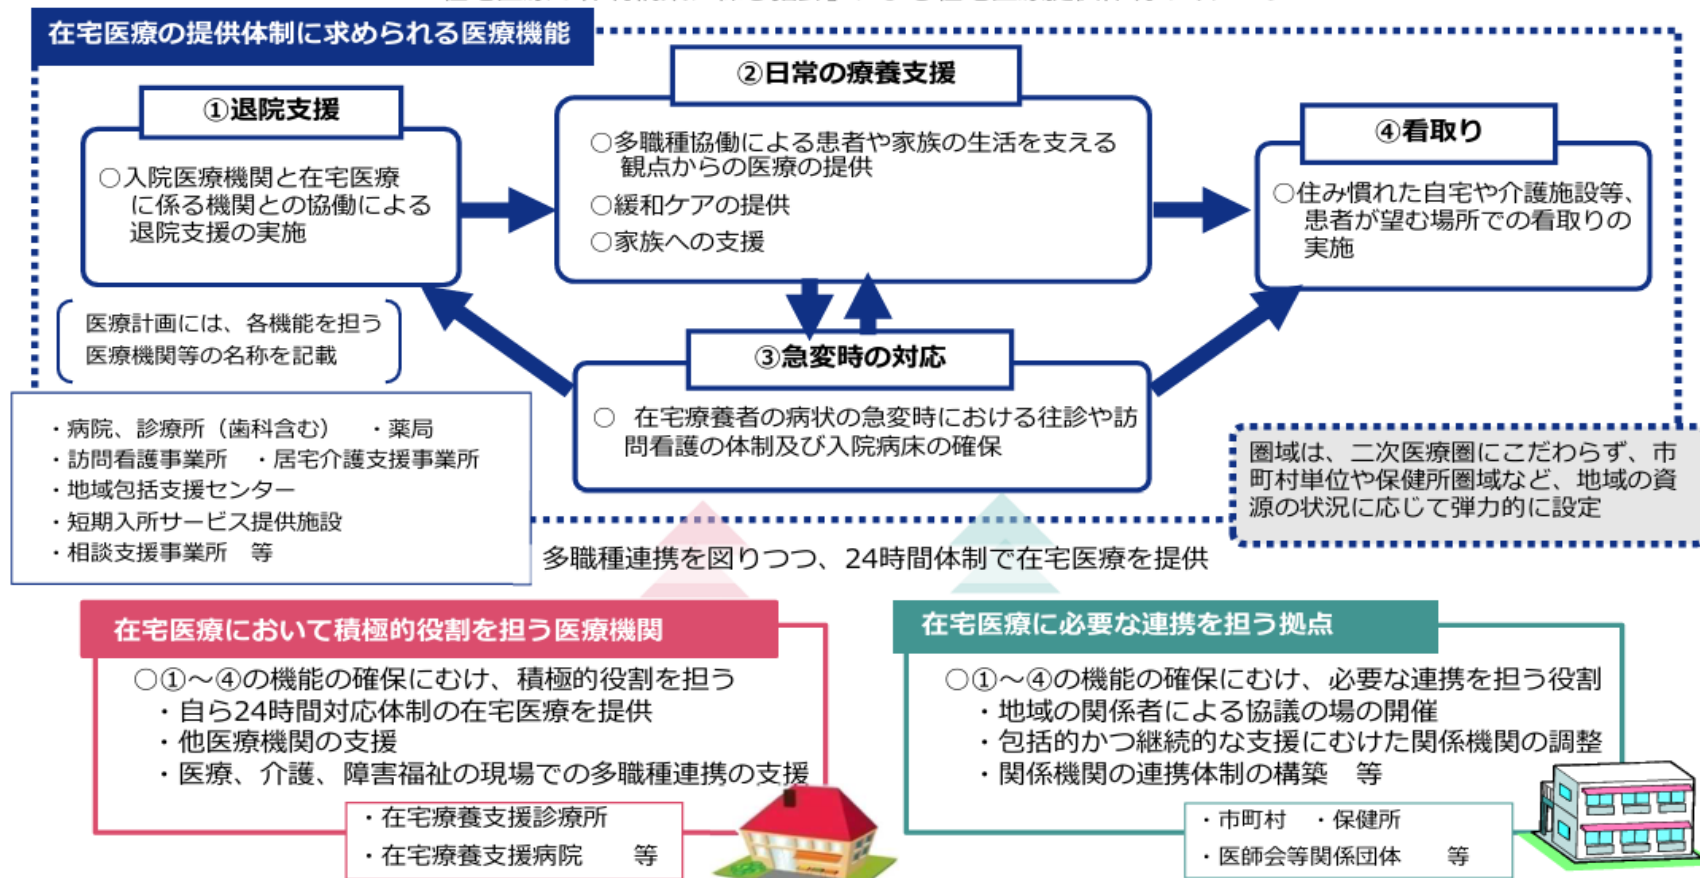 在宅医療の提供体制に求められる医療機能
①退院支援
○入院医療機関と在宅医療
に係る機関との協働による
退院支援の実施
②日常の療養支援
○多職種協働による患者や家族の生活を支える
観点からの医療の提供
○緩和ケアの提供
○家族への支援
④看取り
○住み慣れた自宅や介護施設等、
患者が望む場所での看取りの
実施
③急変時の対応
○ 在宅療養者の病状の急変時における往診や訪
問看護の体制及び入院病床の確保
医療計画には、各機能を担う
医療機関等の名称を記載
・病院、診療所（歯科含む） ・薬局
・訪問看護事業所 ・居宅介護支援事業所
・地域包括支援センター
・短期入所サービス提供施設
・相談支援事業所 等
圏域は、二次医療圏にこだわらず、市
町村単位や保健所圏域など、地域の資
源の状況に応じて弾力的に設定
多職種連携を図りつつ、24時間体制で在宅医療を提供
在宅医療において積極的役割を担う医療機関
○①～④の機能の確保にむけ、積極的役割を担う
・自ら24時間対応体制の在宅医療を提供
・他医療機関の支援
・医療、介護、障害福祉の現場での多職種連携の支援
・在宅療養支援診療所
・在宅療養支援病院 等
在宅医療に必要な連携を担う拠点
○①～④の機能の確保にむけ、必要な連携を担う役割
・地域の関係者による協議の場の開催
・包括的かつ継続的な支援にむけた関係機関の調整
・関係機関の連携体制の構築 等
・市町村 ・保健所
・医師会等関係団体 等